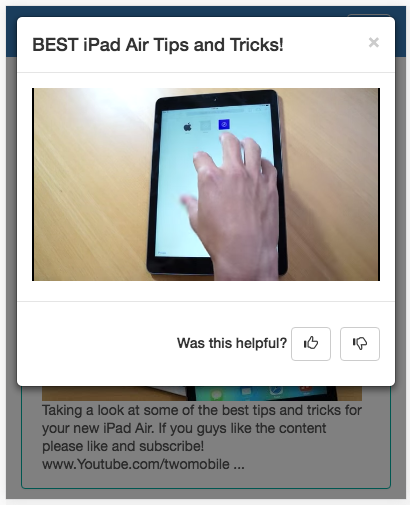 BEST iPad Air Tips and Tricks!
×
Was this helpful?
Taking a look at some of the best tips and tricks for
your new iPad Air. If you guys like the content
please like and subscribe!
www.Youtube.com/twomobile ...